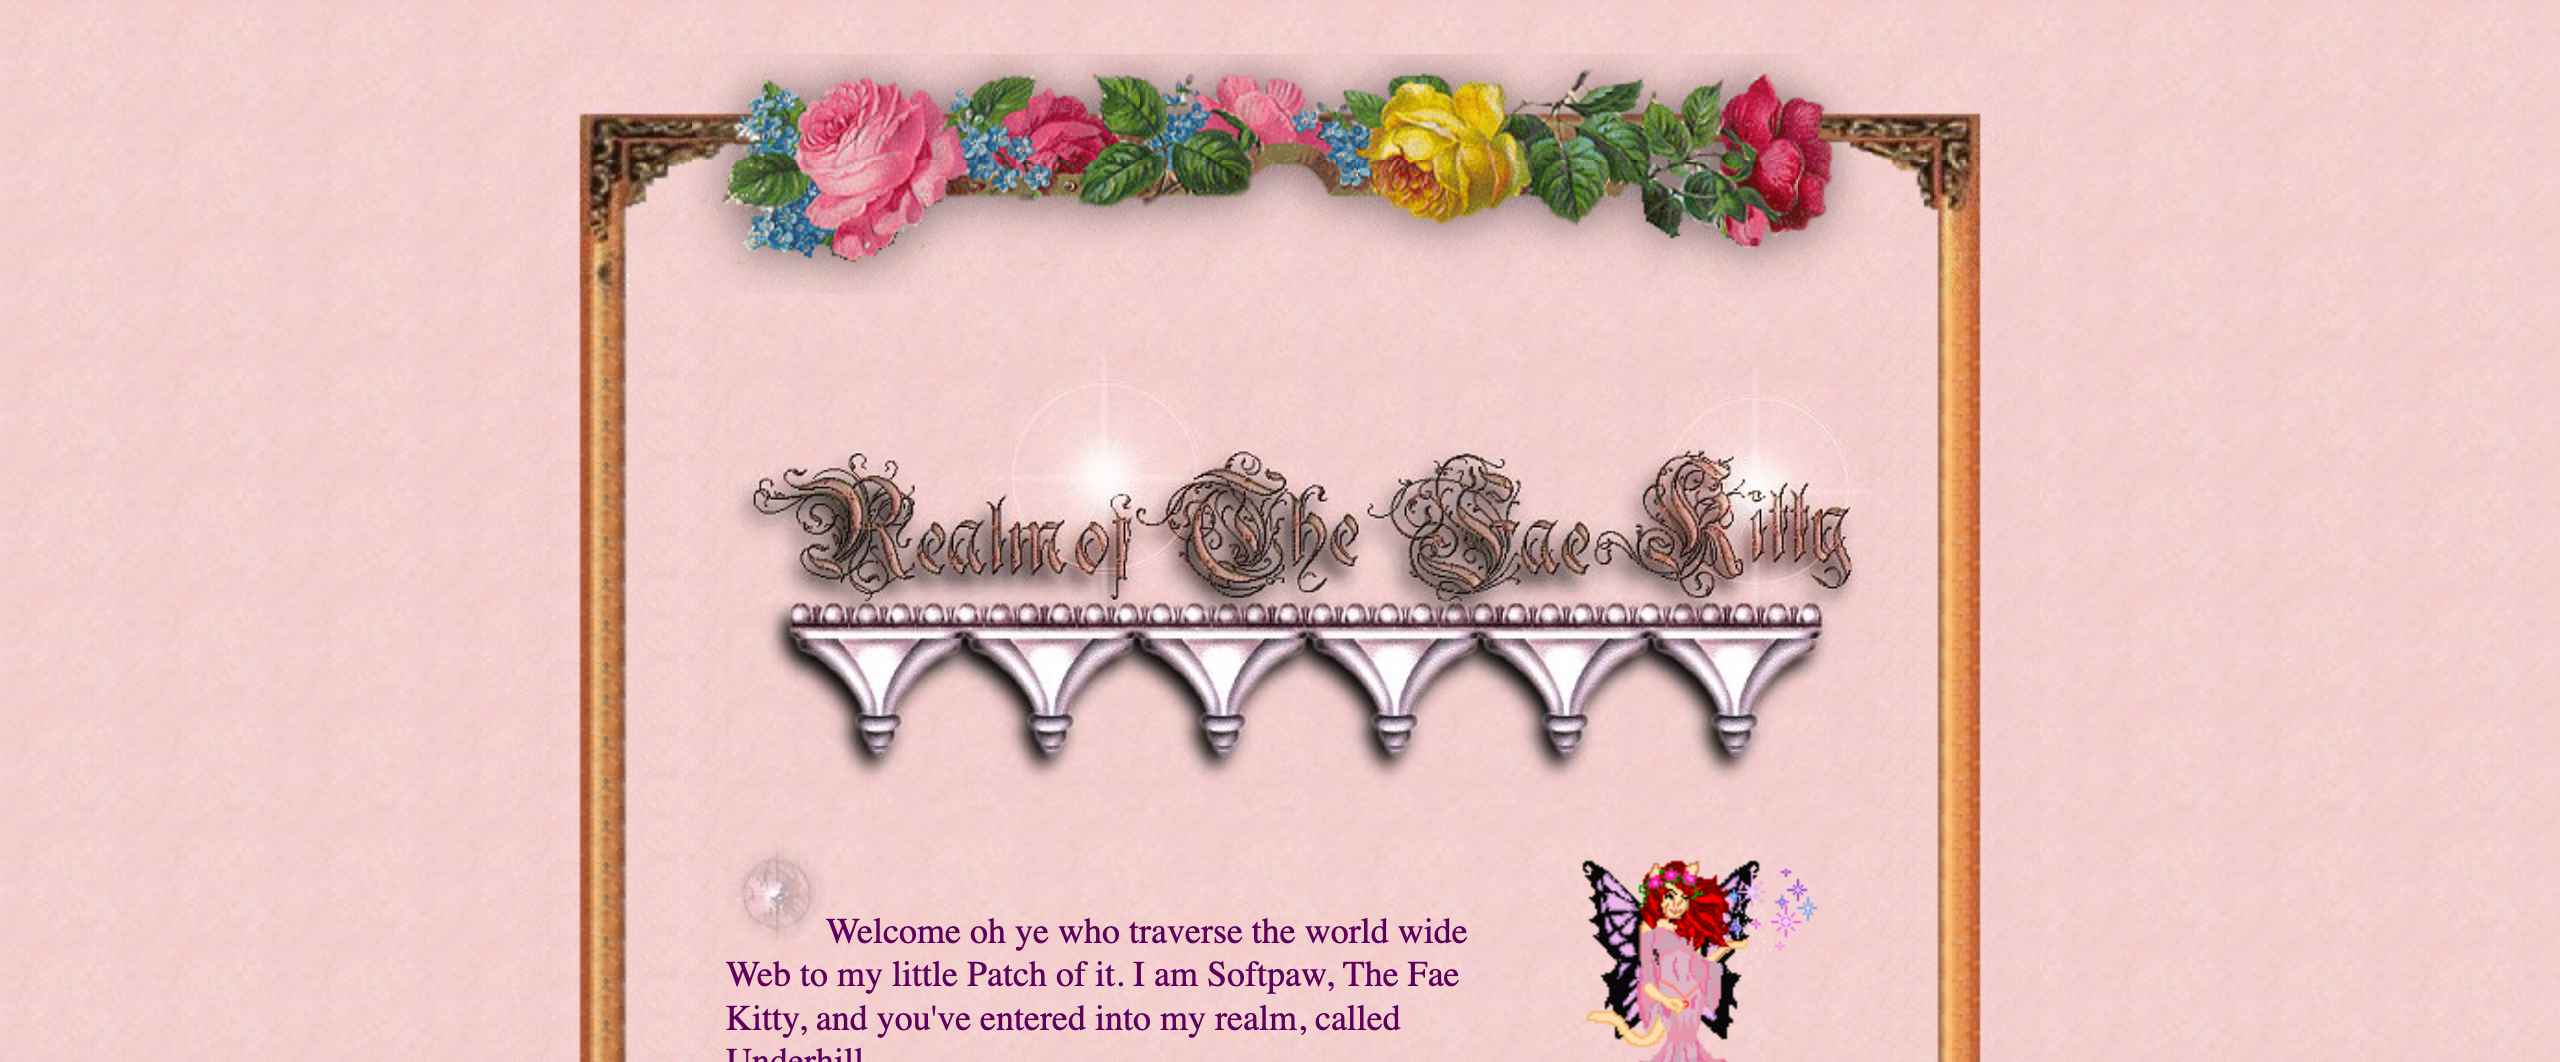 Realm of The Fae Kitty
Welcome oh ye who traverse the world wide
Web to my little Patch of it. I am Softpaw, The Fae
Kitty, and you've entered into my realm, called
Underhill